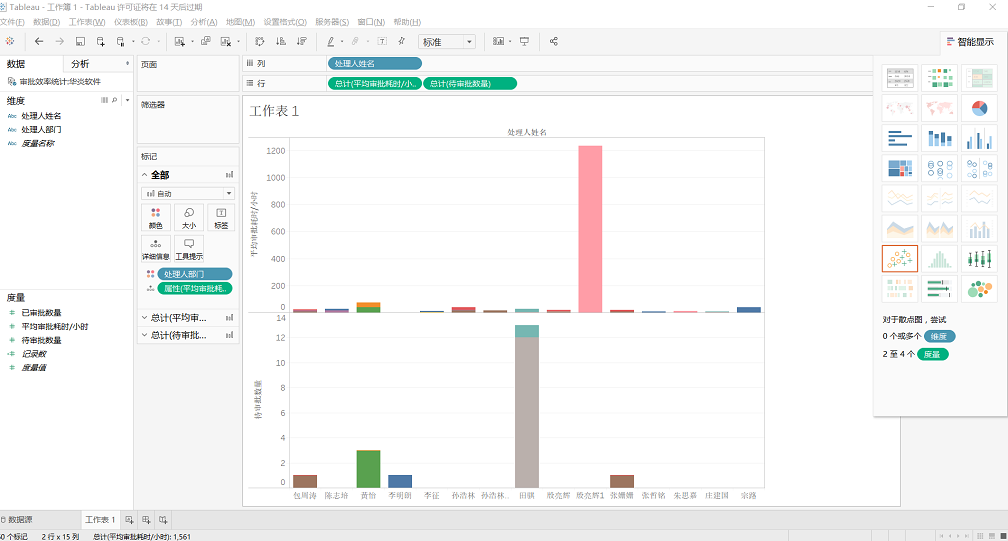 Tableau - 工作簿 1 - Tableau 许可证将在 14 天后过期
文件(F) 数据(D) 工作表(W) 仪表板(B) 故事(T) 分析(A) 地图(M) 设置格式(O) 服务器(S) 窗口(N) 帮助(H)
标准
智能显示
数据 分析
审批效率统计;华炎软件
维度
Abc 处理人姓名
Abc 处理人部门
Abc 度量名称
度量
已审批数量
平均审批耗时/小时
待审批数量
记录数
度量值
页面
筛选器
标记
全部
自动
颜色 大小 标签
详细信息 工具提示
处理人部门
属性(平均审批耗..
总计(平均审...
总计(待审批...
列 处理人姓名
行 总计(平均审批耗时/小.. 总计(待审批数量)
工作表 1
处理人姓名
平均审批耗时/小时
1200
1000
800
600
400
200
0
待审批数量
14
12
10
8
6
4
2
0
包周涛 陈志培 黄怡 季明朗 李征 孙浩林 孙浩林.. 田骐 殷亮辉 殷亮辉1 张姗姗 张哲铭 朱思嘉 庄建国 宗路
对于散点图，尝试
0 个或多个 维度
2 至 4 个 度量
数据源 工作表 1
0 个标记 2 行 x 15 列 总计(平均审批耗时/小时): 1,561